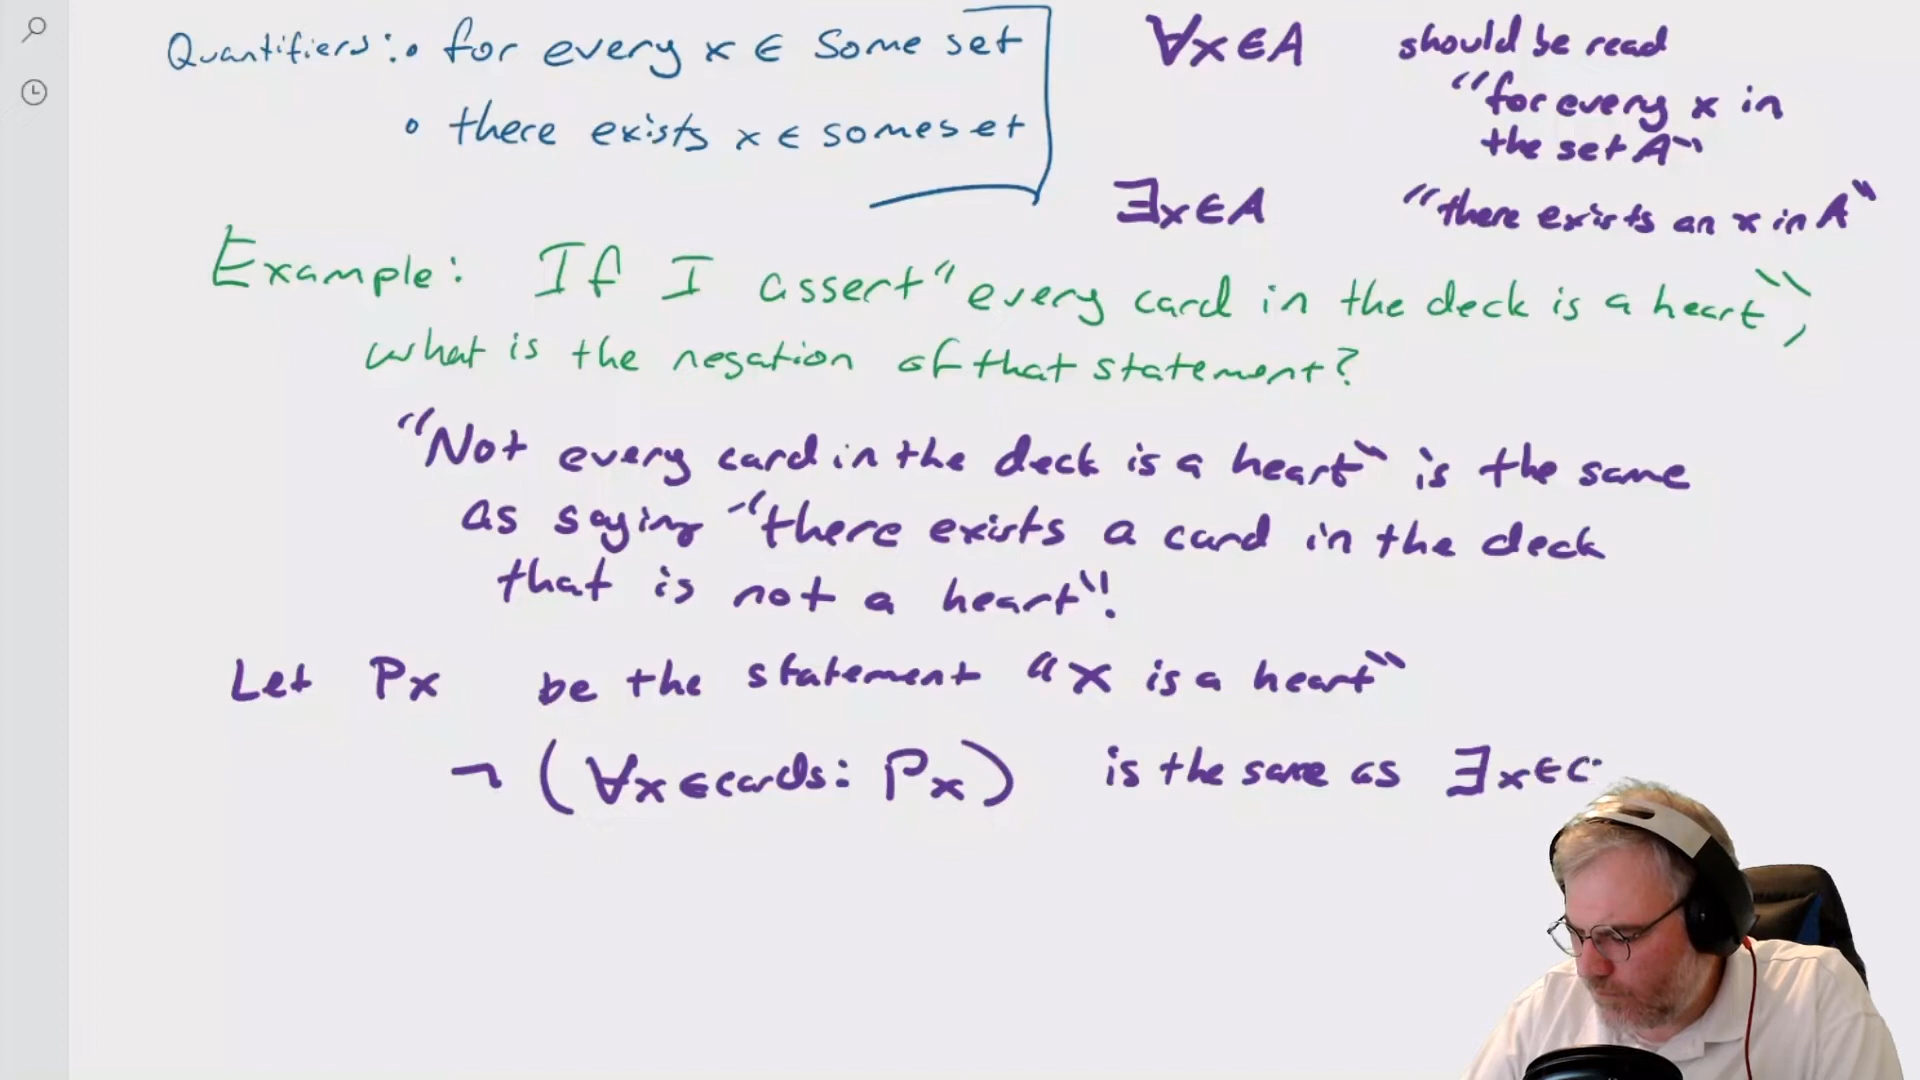 Quantifiers: • for every x ∈ Some set
• there exists x ∈ some set
∀x∈A should be read
"for every x in
the set A"
∃x∈A "there exists an x in A"
Example: If I assert "every card in the deck is a heart",
what is the negation of that statement?
"Not every card in the deck is a heart" is the same
as saying "there exists a card in the deck
that is not a heart"!
Let Px be the statement "x is a heart"
¬(∀x∈cards: Px) is the same as ∃x∈c